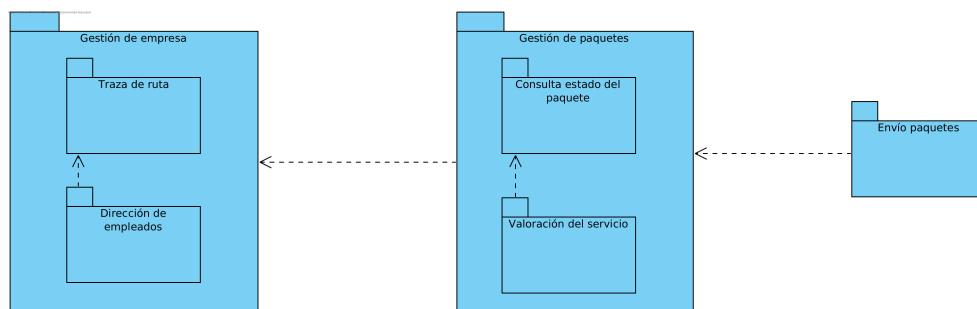 Gestión de empresa
Traza de ruta
Dirección de
empleados
Gestión de paquetes
Consulta estado del
paquete
Valoración del servicio
Envío paquetes